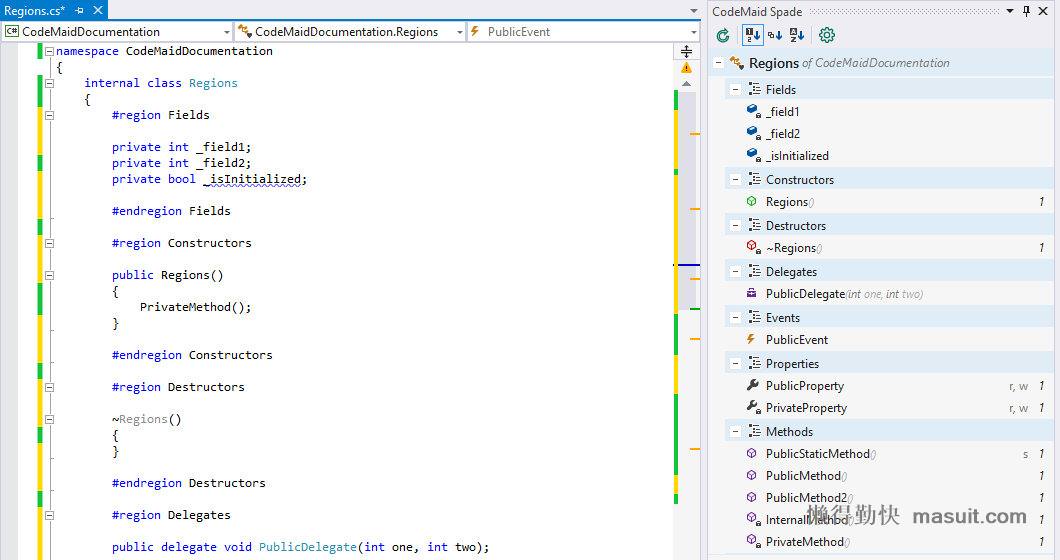 Regions.cs*
CodeMaidDocumentation
CodeMaidDocumentation.Regions
PublicEvent
namespace CodeMaidDocumentation
{
internal class Regions
{
#region Fields
private int _field1;
private int _field2;
private bool _isInitialized;
#endregion Fields
#region Constructors
public Regions()
{
PrivateMethod();
}
#endregion Constructors
#region Destructors
~Regions()
{
}
#endregion Destructors
#region Delegates
public delegate void PublicDelegate(int one, int two);
CodeMaid Spade
Regions of CodeMaidDocumentation
Fields
_field1
_field2
_isInitialized
Constructors
Regions() 1
Destructors
~Regions() 1
Delegates
PublicDelegate(int one, int two)
Events
PublicEvent
Properties
PublicProperty r, w 1
PrivateProperty r, w 1
Methods
PublicStaticMethod() s 1
PublicMethod() 1
PublicMethod2() 1
InternalMethod() 1
PrivateMethod() 1
懒得勤快 masuit.com